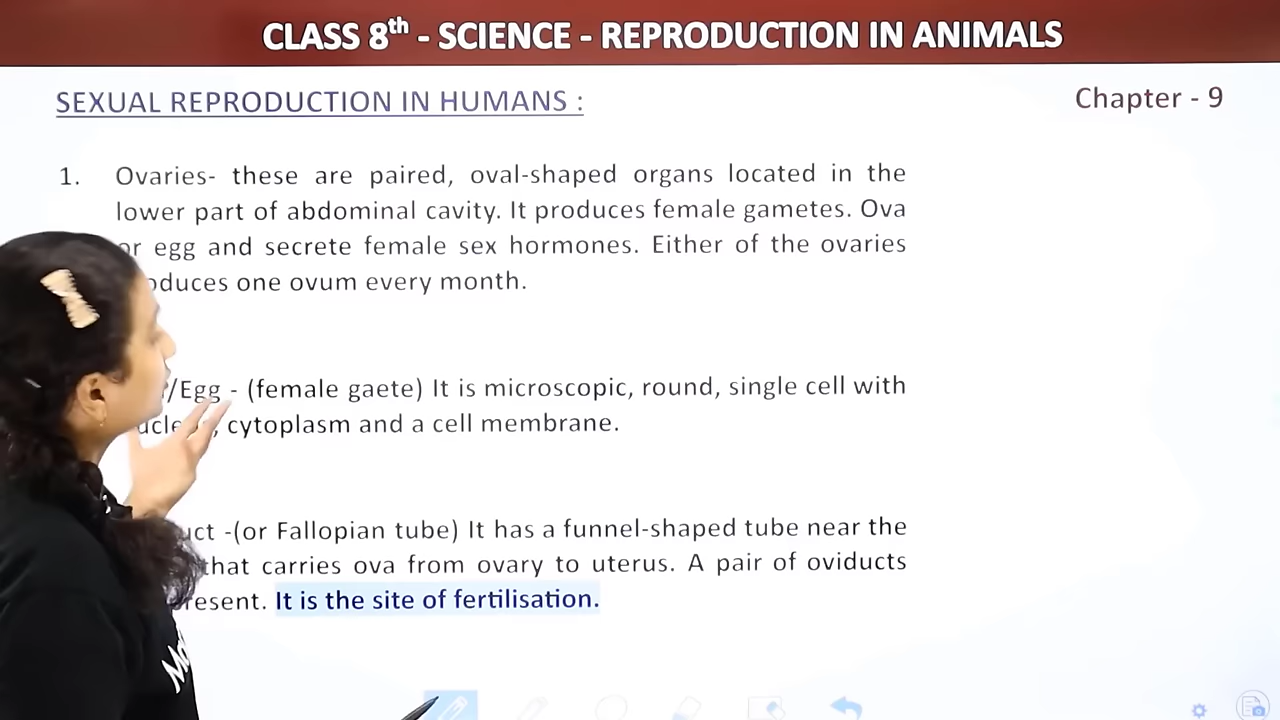 CLASS 8th - SCIENCE - REPRODUCTION IN ANIMALS
SEXUAL REPRODUCTION IN HUMANS :
Chapter - 9
1. Ovaries- these are paired, oval-shaped organs located in the
lower part of abdominal cavity. It produces female gametes. Ova
or egg and secrete female sex hormones. Either of the ovaries
oduces one ovum every month.
/Egg - (female gaete) It is microscopic, round, single cell with
cytoplasm and a cell membrane.
uct -(or Fallopian tube) It has a funnel-shaped tube near the
that carries ova from ovary to uterus. A pair of oviducts
present. It is the site of fertilisation.